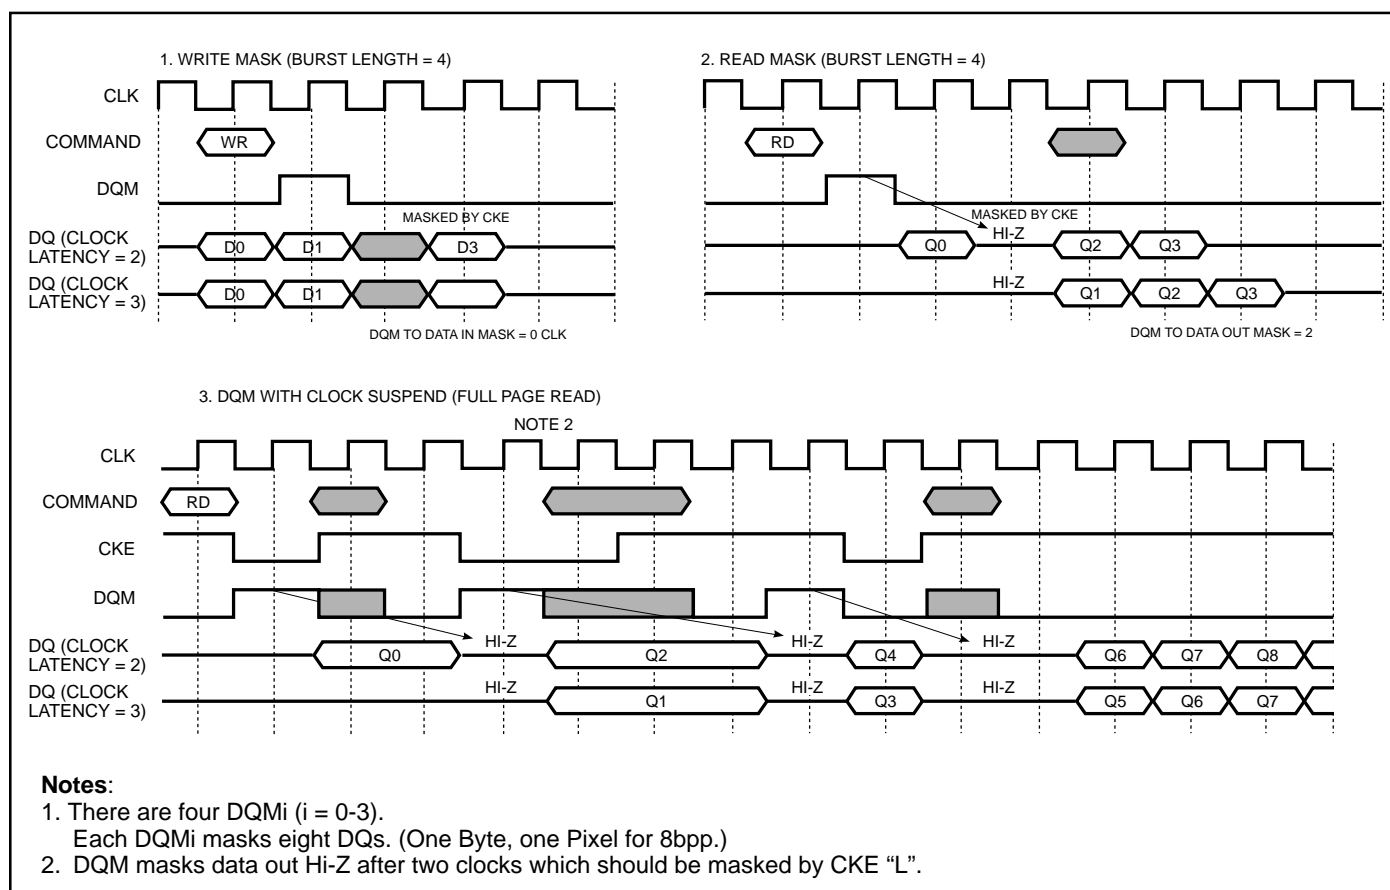 1. WRITE MASK (BURST LENGTH = 4)
CLK
COMMAND
WR
DQM
MASKED BY CKE
DQ (CLOCK
LATENCY = 2)
D0 D1 D3
DQ (CLOCK
LATENCY = 3)
D0 D1
DQM TO DATA IN MASK = 0 CLK
2. READ MASK (BURST LENGTH = 4)
RD
MASKED BY CKE
HI-Z
Q0 Q2 Q3
HI-Z
Q1 Q2 Q3
DQM TO DATA OUT MASK = 2
3. DQM WITH CLOCK SUSPEND (FULL PAGE READ)
NOTE 2
CLK
COMMAND
RD
CKE
DQM
DQ (CLOCK
LATENCY = 2)
Q0 HI-Z Q2 HI-Z Q4 HI-Z Q6 Q7 Q8
DQ (CLOCK
LATENCY = 3)
HI-Z Q1 HI-Z Q3 HI-Z Q5 Q6 Q7
Notes:
1. There are four DQMi (i = 0-3).
Each DQMi masks eight DQs. (One Byte, one Pixel for 8bpp.)
2. DQM masks data out Hi-Z after two clocks which should be masked by CKE “L”.